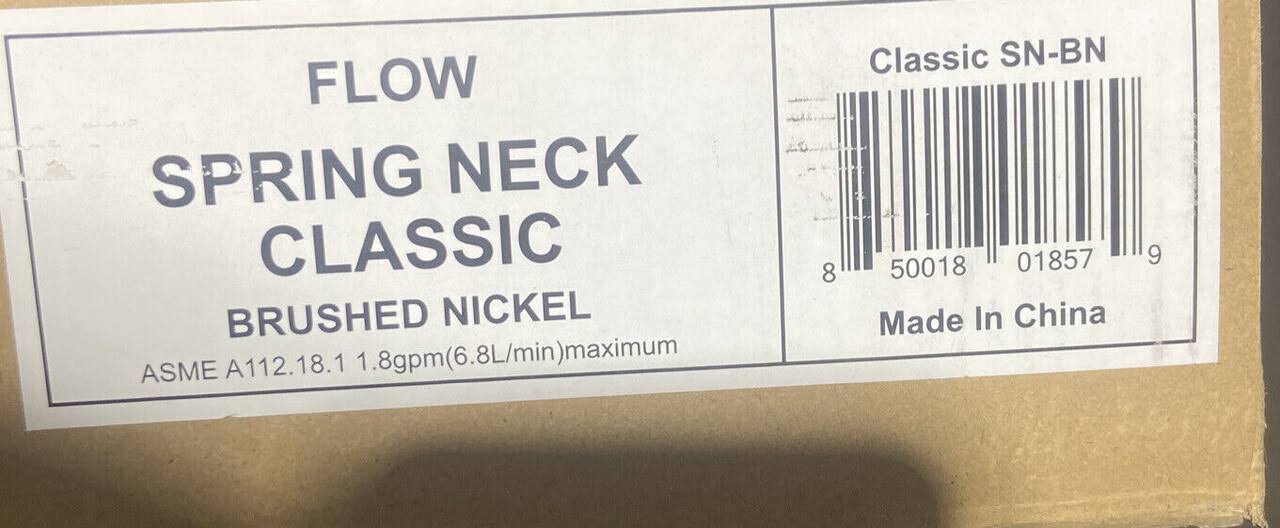 FLOW
SPRING NECK
CLASSIC
BRUSHED NICKEL
ASME A112.18.1 1.8gpm(6.8L/min)maximum
Classic SN-BN
8 50018 01857 9
Made In China